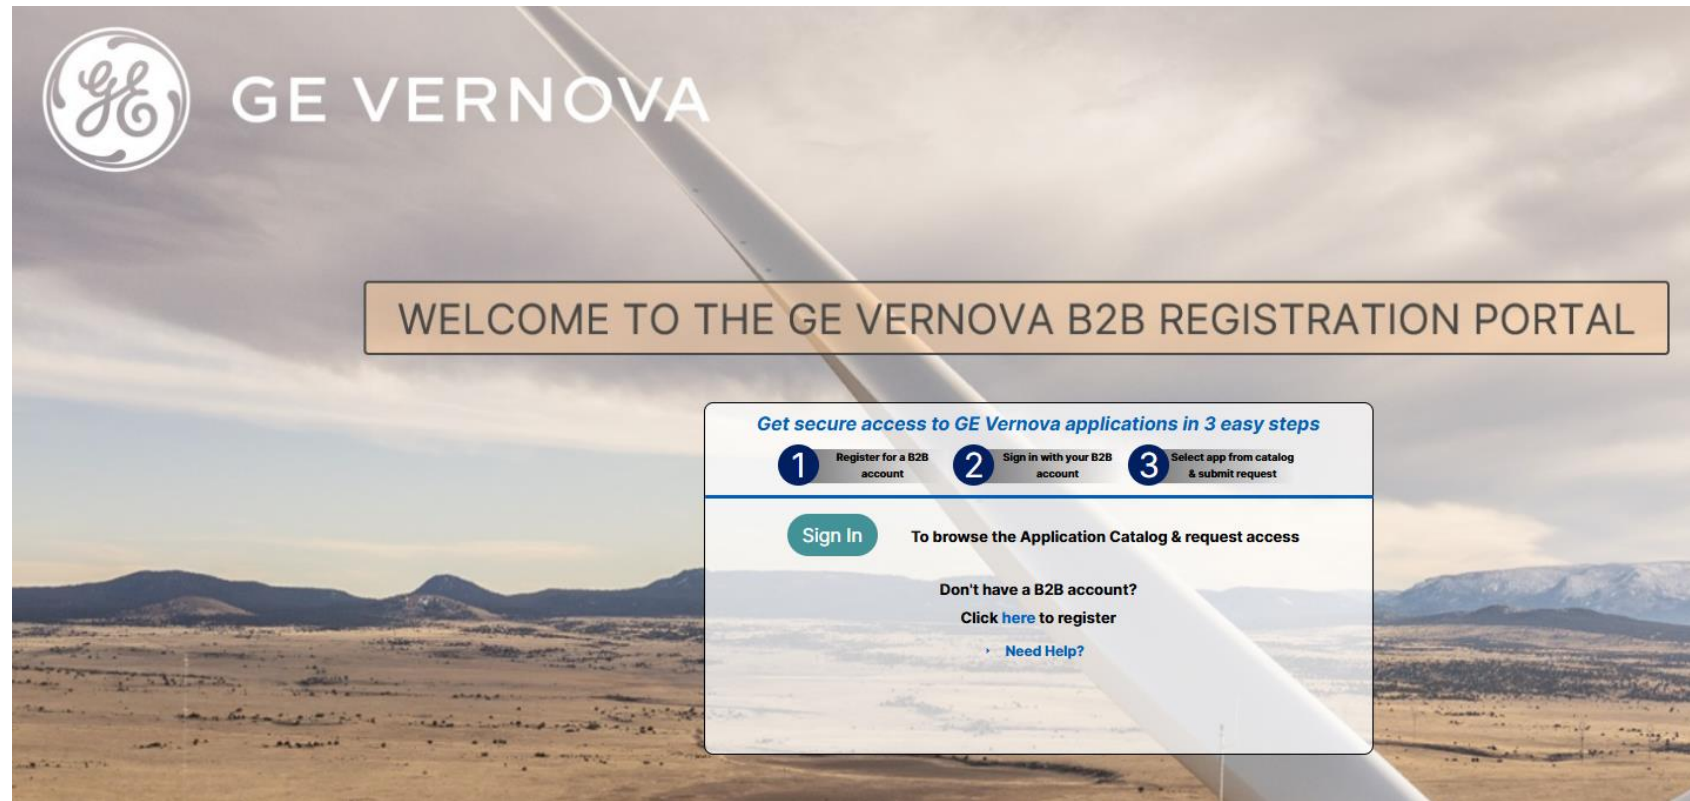 GE
GE VERNOVA
WELCOME TO THE GE VERNOVA B2B REGISTRATION PORTAL
Get secure access to GE Vernova applications in 3 easy steps
1 Register for a B2B
account
2 Sign in with your B2B
account
3 Select app from catalog
& submit request
Sign In To browse the Application Catalog & request access
Don't have a B2B account?
Click here to register
Need Help?